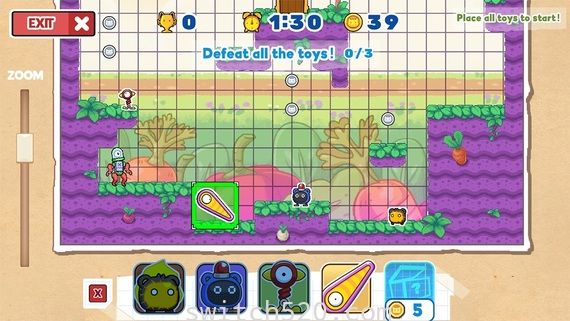 EXIT
0
1:30
39
Place all toys to start!
Defeat all the toys! 0/3
ZOOM
?
5
switch520.com